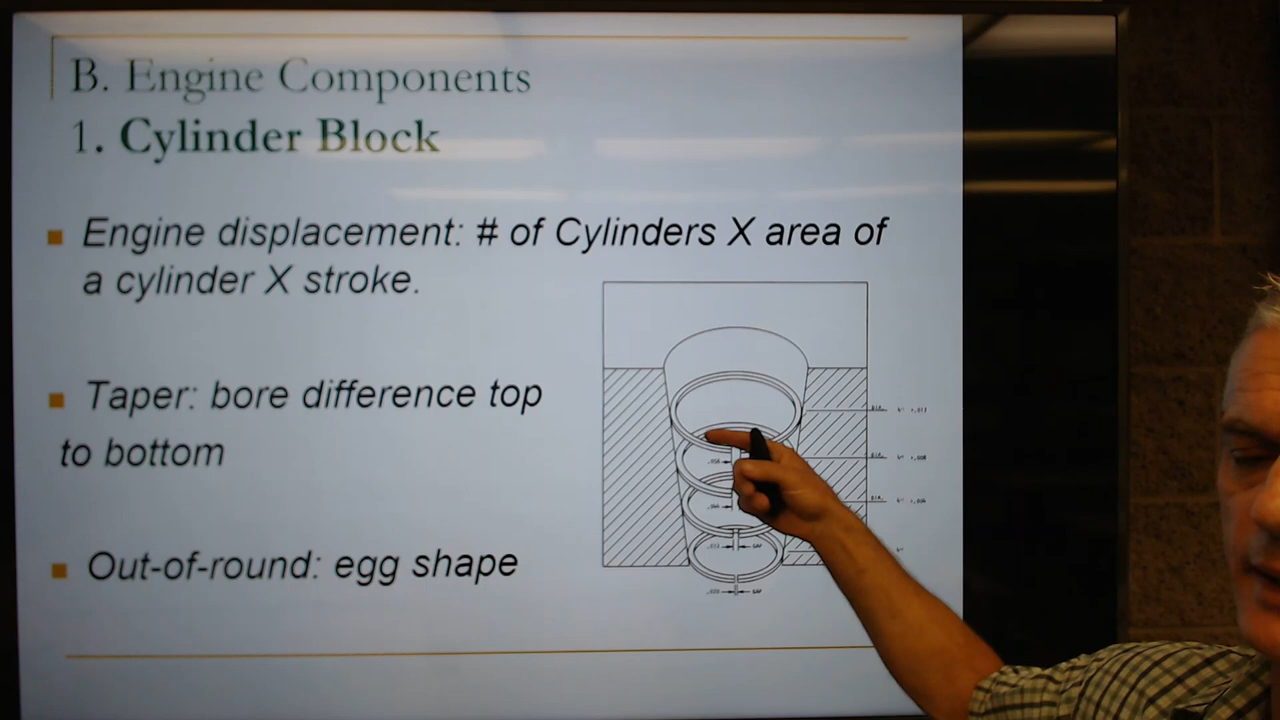 B. Engine Components
1. Cylinder Block
■ Engine displacement: # of Cylinders X area of
a cylinder X stroke.
■ Taper: bore difference top
to bottom
■ Out-of-round: egg shape